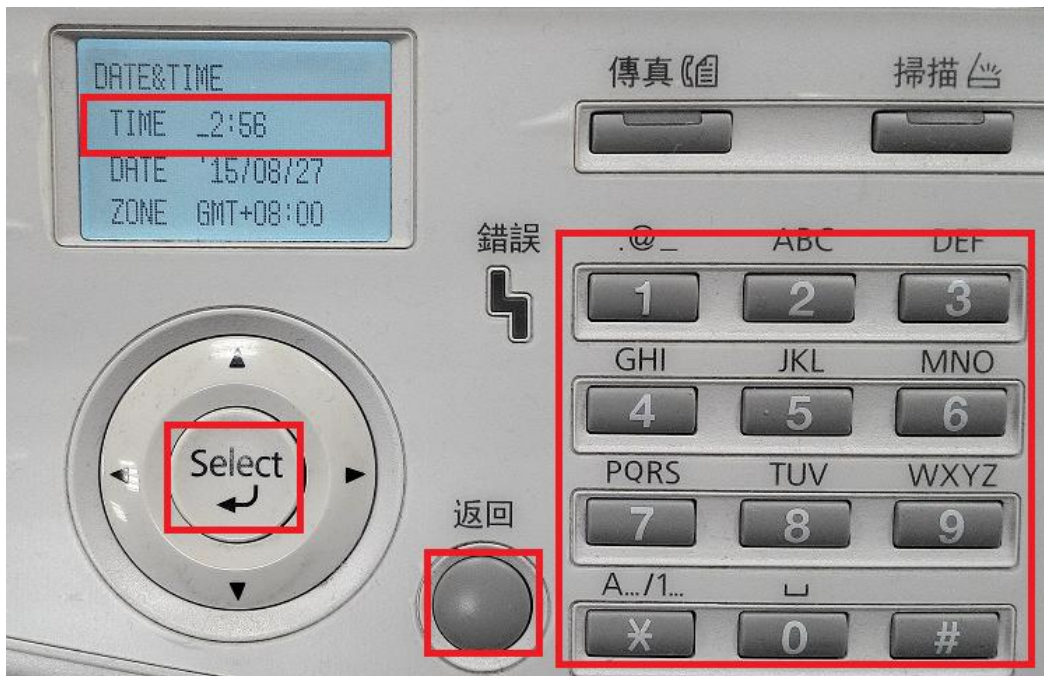 DATE&TIME
TIME _2:56
DATE '15/08/27
ZONE GMT+08:00
傳真
掃描
錯誤
.@_ ABC DEF
1 2 3
GHI JKL MNO
4 5 6
PQRS TUV WXYZ
7 8 9
A.../1... ␣
* 0 #
Select
返回